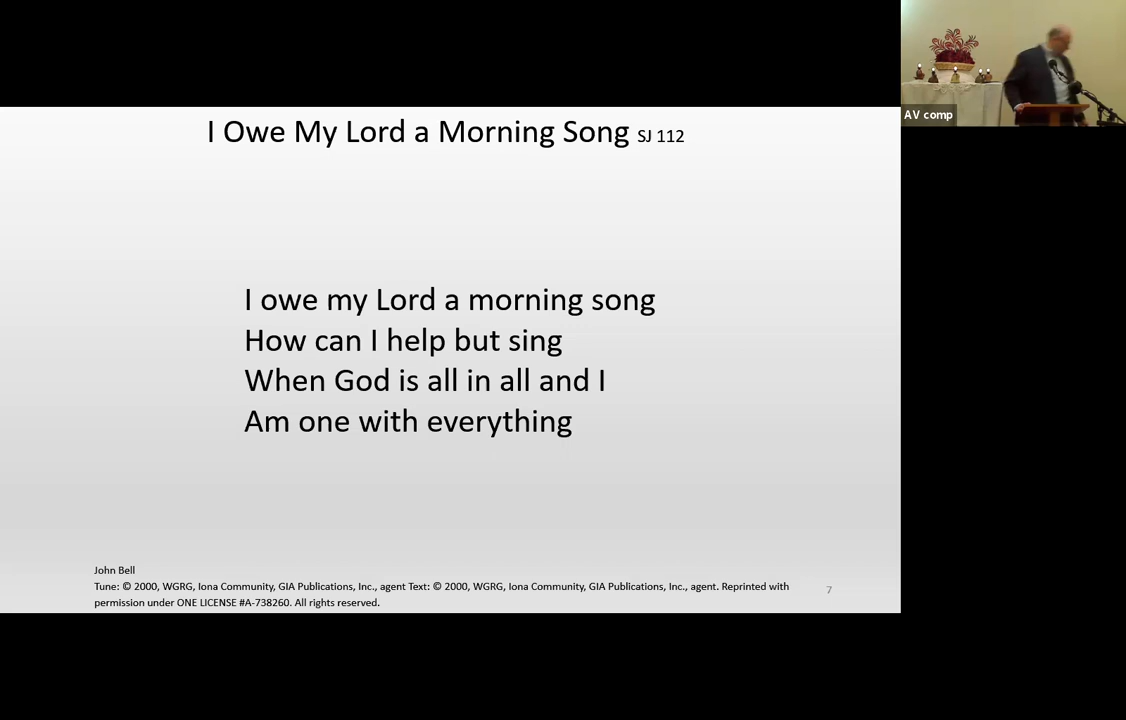 I Owe My Lord a Morning Song SJ 112
AV comp
I owe my Lord a morning song
How can I help but sing
When God is all in all and I
Am one with everything
John Bell
Tune: © 2000, WGRG, Iona Community, GIA Publications, Inc., agent Text: © 2000, WGRG, Iona Community, GIA Publications, Inc., agent. Reprinted with
permission under ONE LICENSE #A-738260. All rights reserved.
7